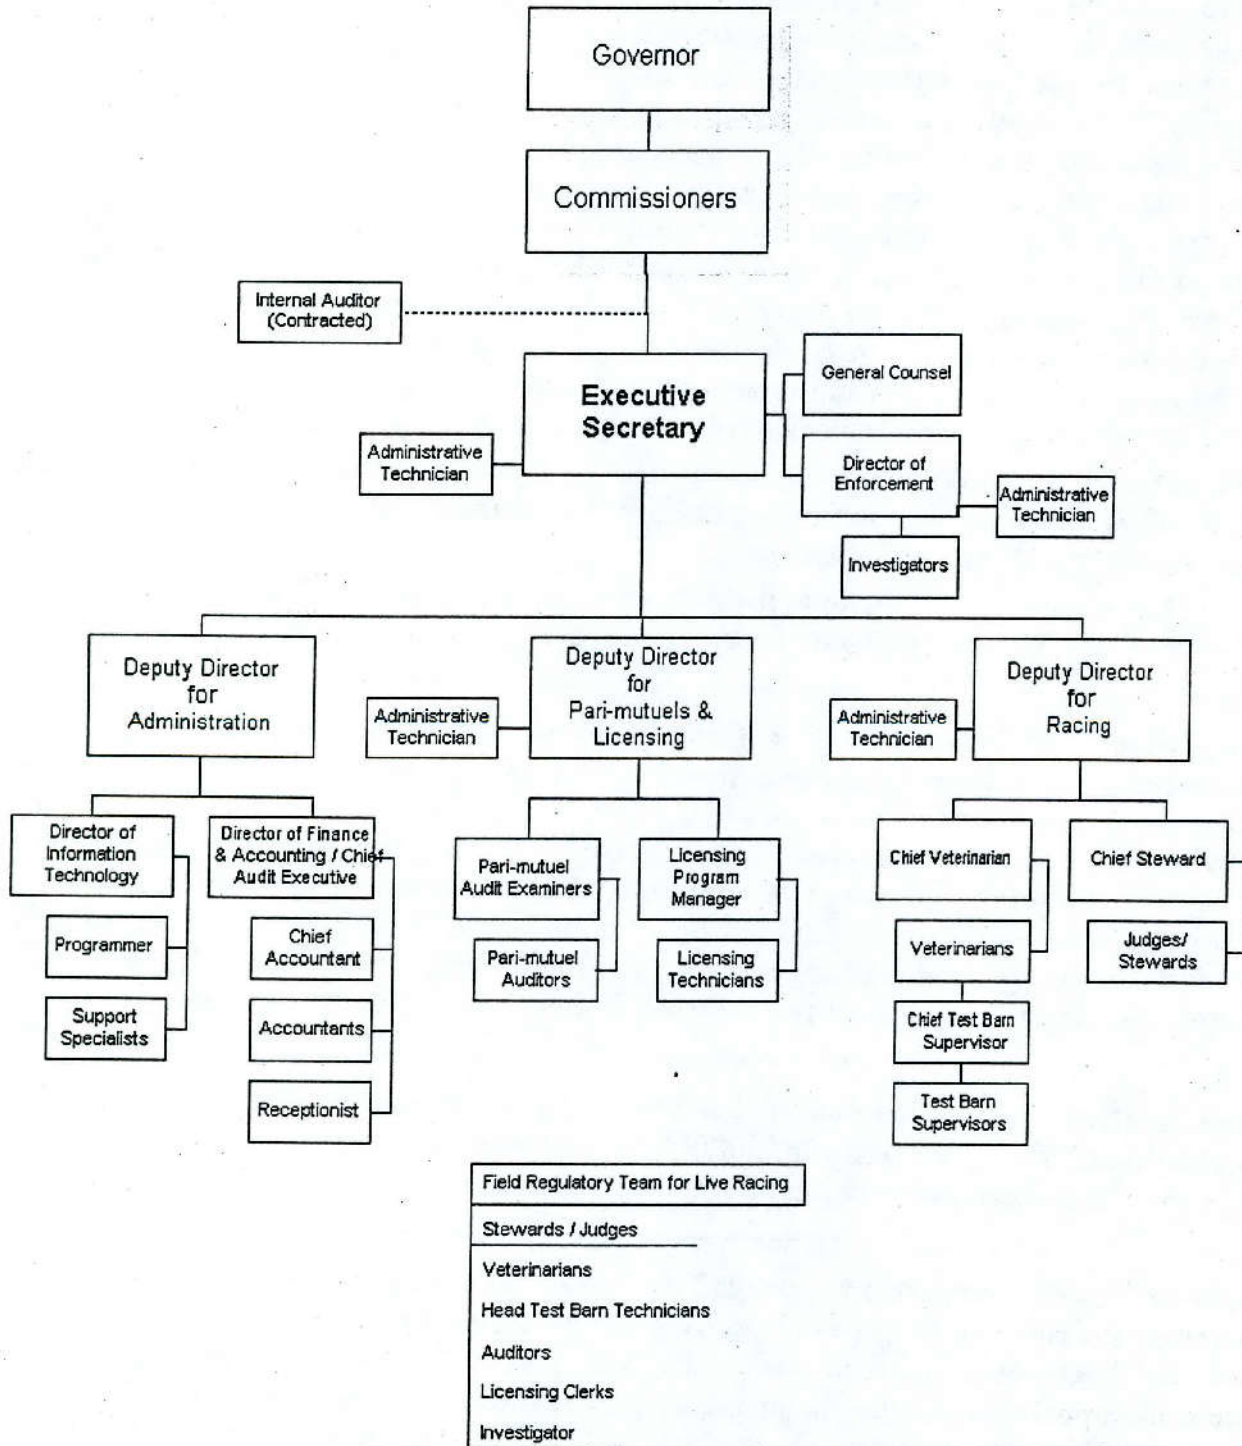 Governor
Commissioners
Internal Auditor
(Contracted)
Executive
Secretary
General Counsel
Administrative
Technician
Director of
Enforcement
Administrative
Technician
Investigators
Deputy Director
for
Administration
Administrative
Technician
Deputy Director
for
Pari-mutuels &
Licensing
Administrative
Technician
Deputy Director
for
Racing
Director of
Information
Technology
Programmer
Support
Specialists
Director of Finance
& Accounting / Chief
Audit Executive
Chief
Accountant
Accountants
Receptionist
Pari-mutuel
Audit Examiners
Pari-mutuel
Auditors
Licensing
Program
Manager
Licensing
Technicians
Chief Veterinarian
Veterinarians
Chief Test Barn
Supervisor
Test Barn
Supervisors
Chief Steward
Judges/
Stewards
Field Regulatory Team for Live Racing
Stewards / Judges
Veterinarians
Head Test Barn Technicians
Auditors
Licensing Clerks
Investigator